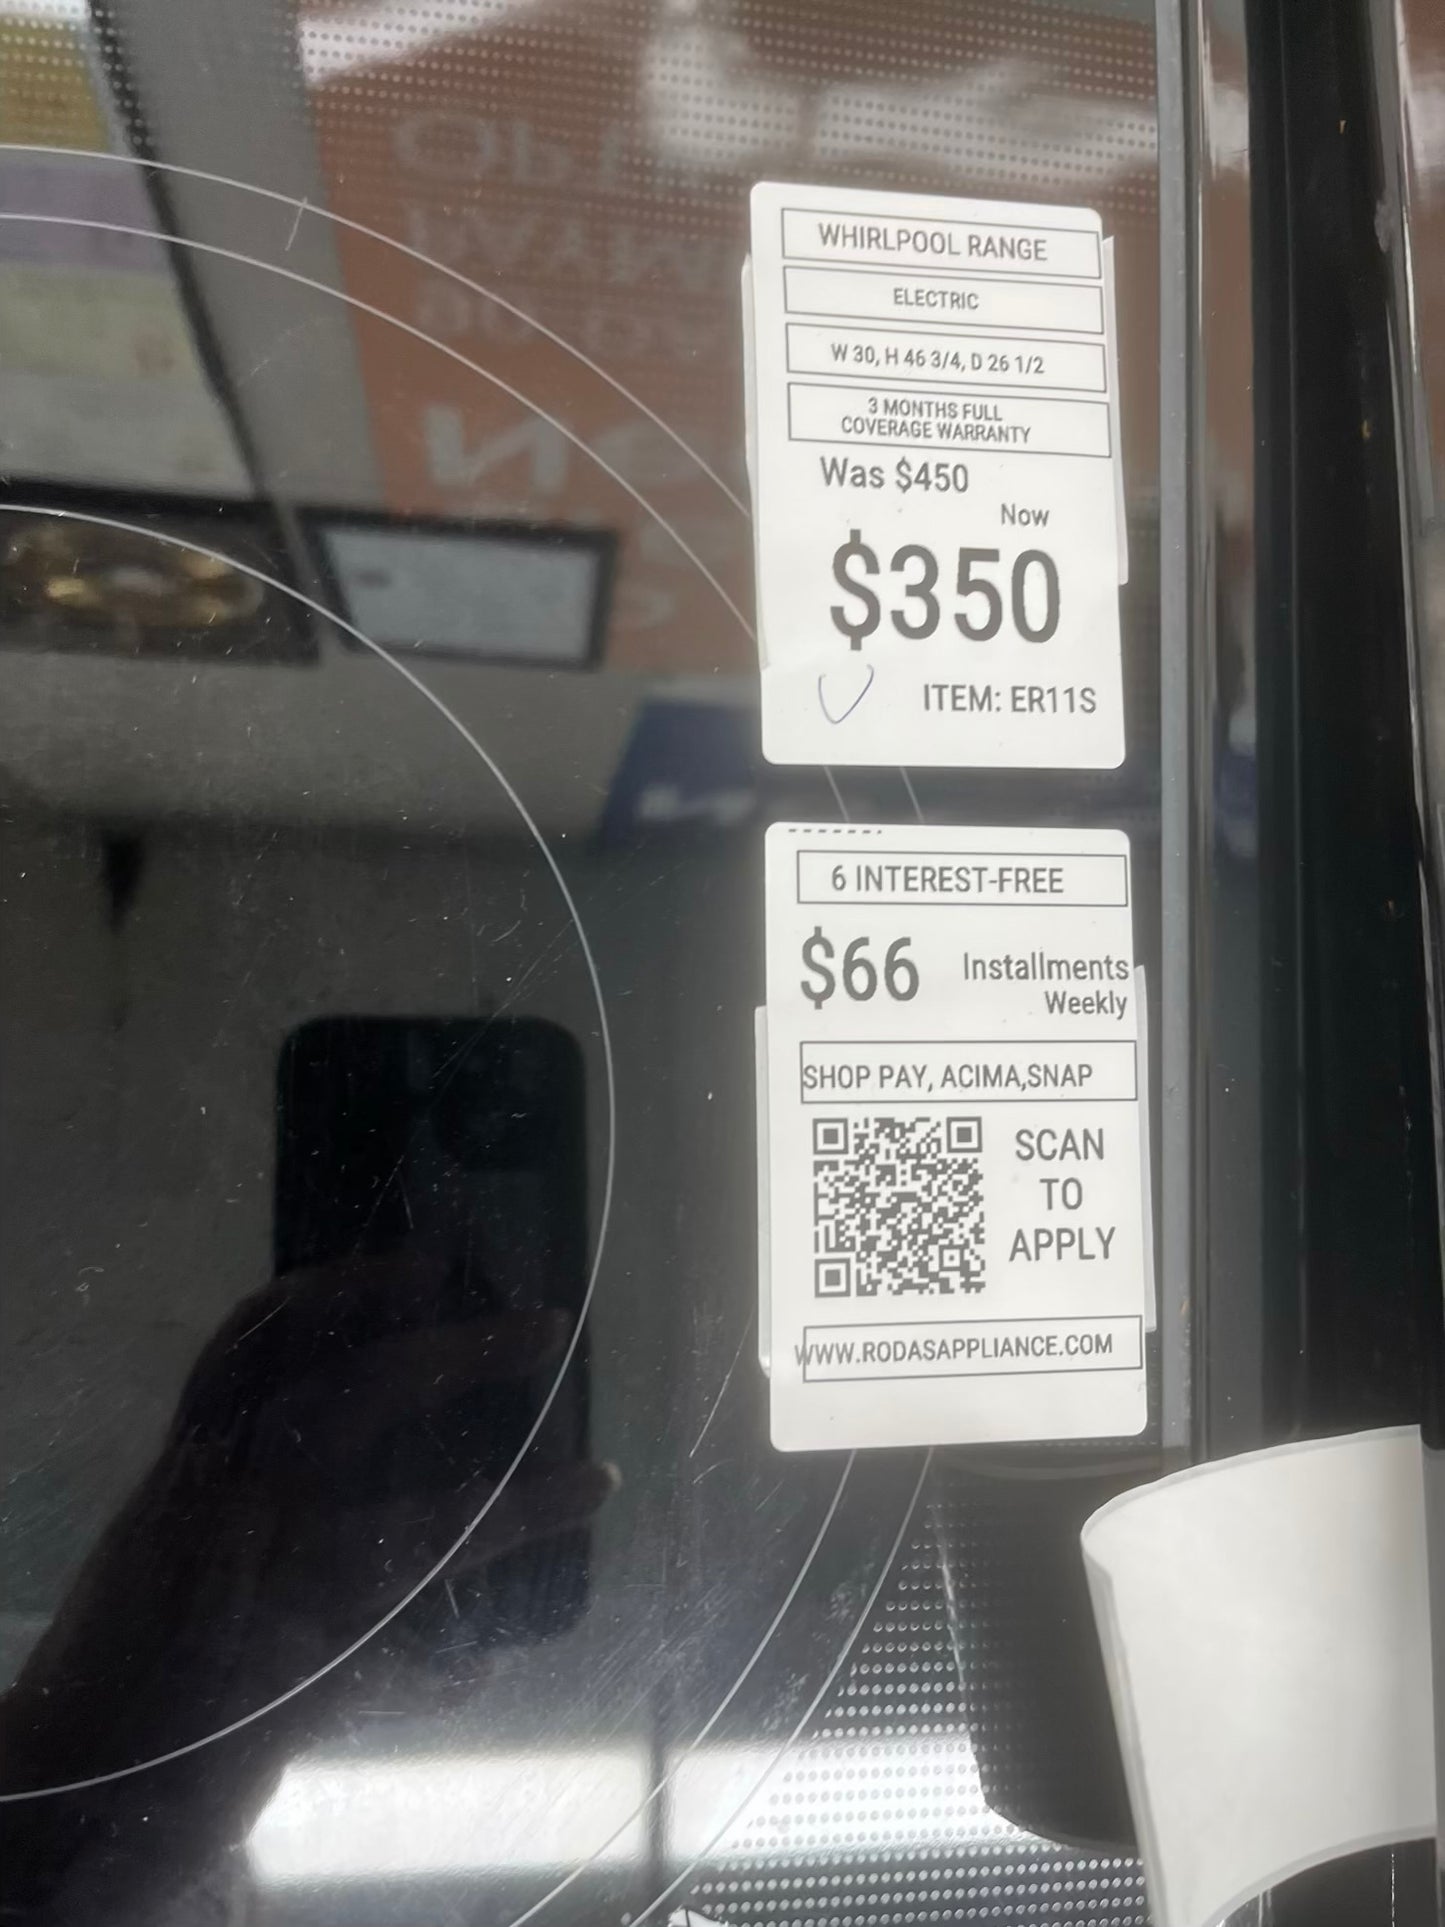 WHIRLPOOL RANGE
ELECTRIC
W 30, H 46 3/4, D 26 1/2
3 MONTHS FULL
COVERAGE WARRANTY
Was $450
Now
$350
ITEM: ER11S
6 INTEREST-FREE
$66 Installments
Weekly
SHOP PAY, ACIMA,SNAP
SCAN
TO
APPLY
WWW.RODASAPPLIANCE.COM